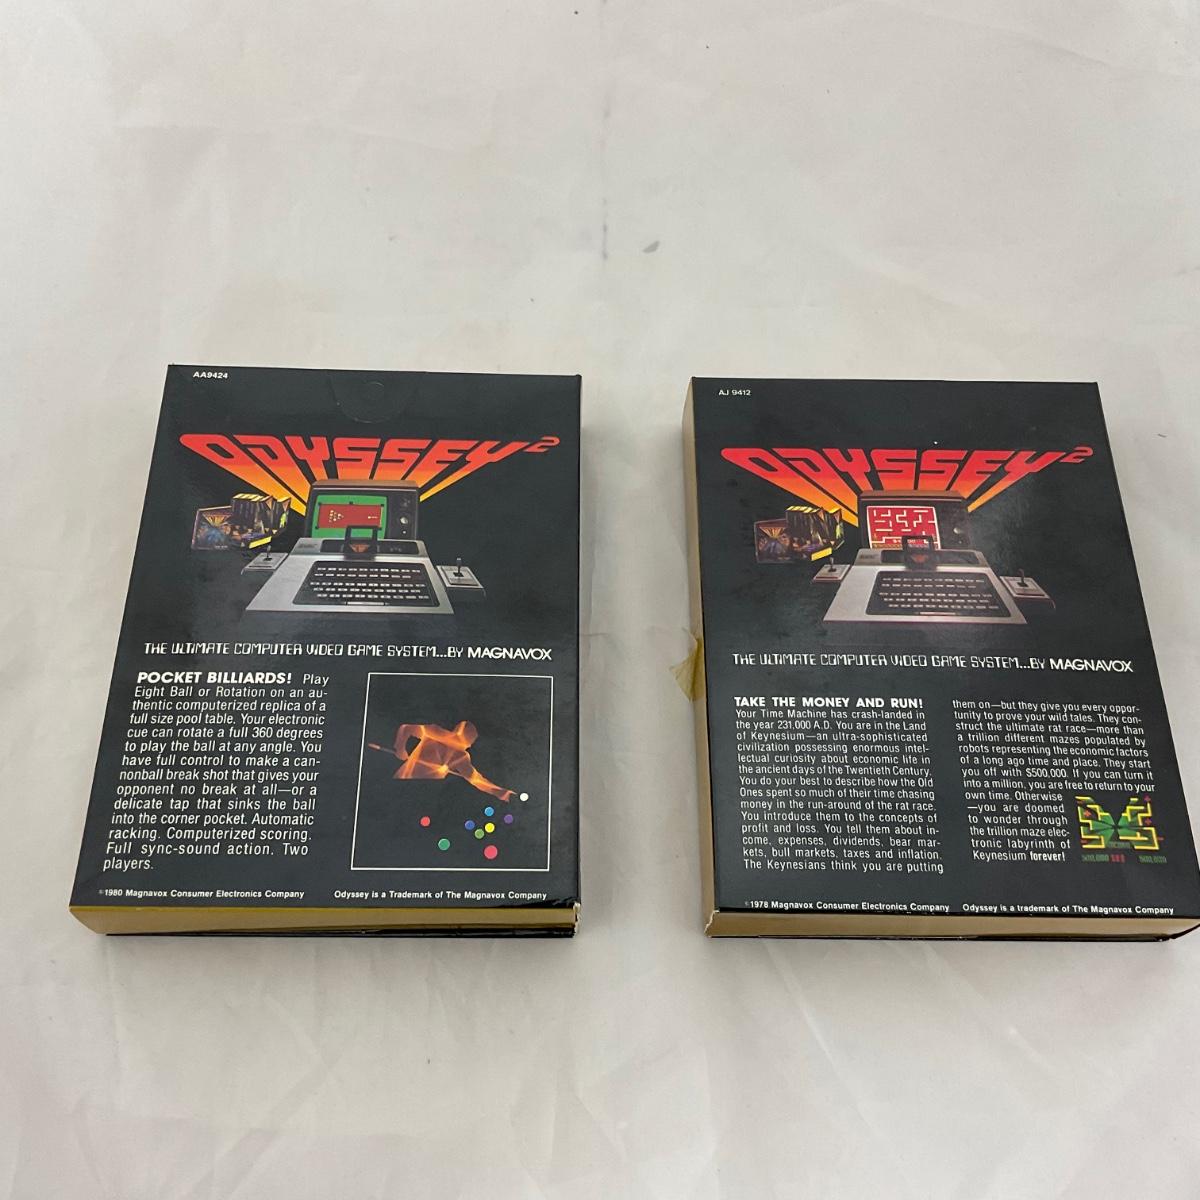 AA9424
ODYSSEY²
THE ULTIMATE COMPUTER VIDEO GAME SYSTEM...BY MAGNAVOX
POCKET BILLIARDS! Play
Eight Ball or Rotation on an au-
thentic computerized replica of a
full size pool table. Your electronic
cue can rotate a full 360 degrees
to play the ball at any angle. You
have full control to make a can-
nonball break shot that gives your
opponent no break at all—or a
delicate tap that sinks the ball
into the corner pocket. Automatic
racking. Computerized scoring.
Full sync-sound action. Two
players.
©1980 Magnavox Consumer Electronics Company
Odyssey is a Trademark of The Magnavox Company
AJ 9412
ODYSSEY²
THE ULTIMATE COMPUTER VIDEO GAME SYSTEM...BY MAGNAVOX
TAKE THE MONEY AND RUN!
Your Time Machine has crash-landed in
the year 231,000 A.D. You are in the Land
of Keynesium—an ultra-sophisticated
civilization possessing enormous intel-
lectual curiosity about economic life in
the ancient days of the Twentieth Century.
You do your best to describe how the Old
Ones spent so much of their time chasing
money in the run-around of the rat race.
You introduce them to the concepts of
profit and loss. You tell them about in-
come, expenses, dividends, bear mar-
kets, bull markets, taxes and inflation.
The Keynesians think you are putting
them on—but they give you every oppor-
tunity to prove your wild tales. They con-
struct the ultimate rat race—more than
a trillion different mazes populated by
robots representing the economic factors
of a long ago time and place. They start
you off with $500,000. If you can turn it
into a million, you are free to return to your
own time. Otherwise
—you are doomed
to wonder through
the trillion maze elec-
tronic labyrinth of
Keynesium forever!
©1978 Magnavox Consumer Electronics Company
Odyssey is a trademark of The Magnavox Company